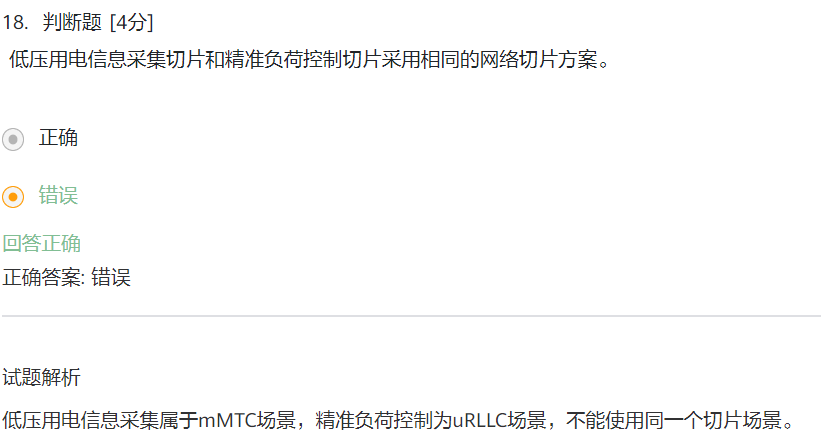 18. 判断题 [4分]
低压用电信息采集切片和精准负荷控制切片采用相同的网络切片方案。
正确
错误
回答正确
正确答案: 错误
试题解析
低压用电信息采集属于mMTC场景，精准负荷控制为uRLLC场景，不能使用同一个切片场景。